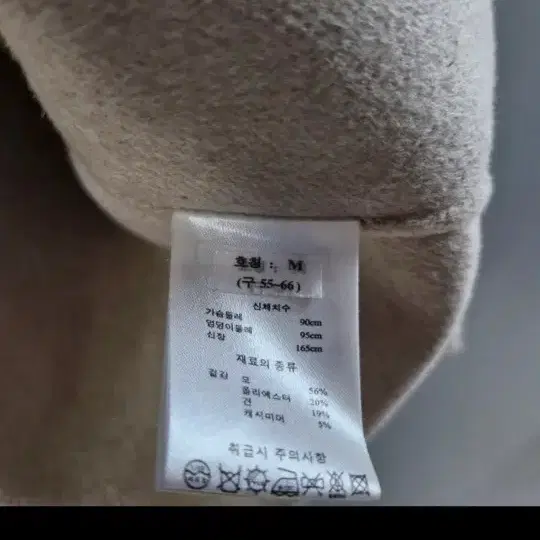 호칭 : M
(구 55-66)
신체치수
가슴둘레 90cm
엉덩이둘레 95cm
신장 165cm
재료의 종류
겉감 모 56%
폴리에스터 20%
견 19%
캐시미어 5%
취급시 주의사항